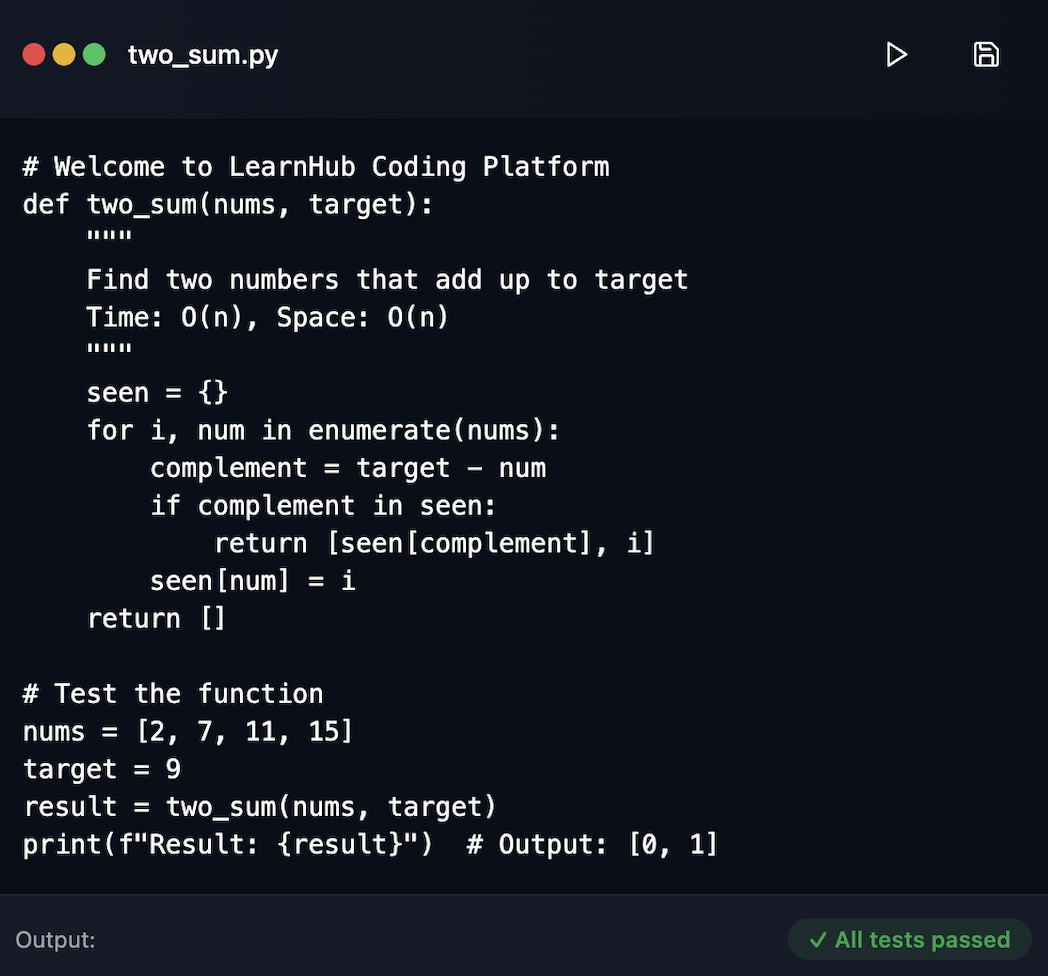 two_sum.py
# Welcome to LearnHub Coding Platform
def two_sum(nums, target):
    """
    Find two numbers that add up to target
    Time: O(n), Space: O(n)
    """
    seen = {}
    for i, num in enumerate(nums):
        complement = target - num
        if complement in seen:
            return [seen[complement], i]
        seen[num] = i
    return []

# Test the function
nums = [2, 7, 11, 15]
target = 9
result = two_sum(nums, target)
print(f"Result: {result}")  # Output: [0, 1]
Output:
✓ All tests passed